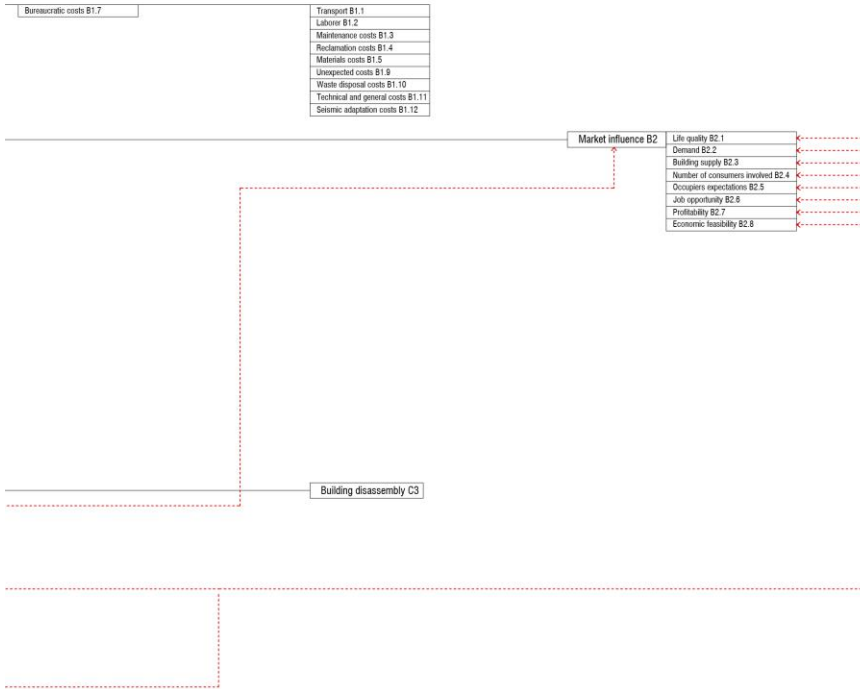 Bureaucratic costs B1.7
Transport B1.1
Laborer B1.2
Maintenance costs B1.3
Reclamation costs B1.4
Materials costs B1.5
Unexpected costs B1.9
Waste disposal costs B1.10
Technical and general costs B1.11
Seismic adaptation costs B1.12
Market influence B2
Life quality B2.1
Demand B2.2
Building supply B2.3
Number of consumers involved B2.4
Occupiers expectations B2.5
Job opportunity B2.6
Profitability B2.7
Economic feasibility B2.8
Building disassembly C3